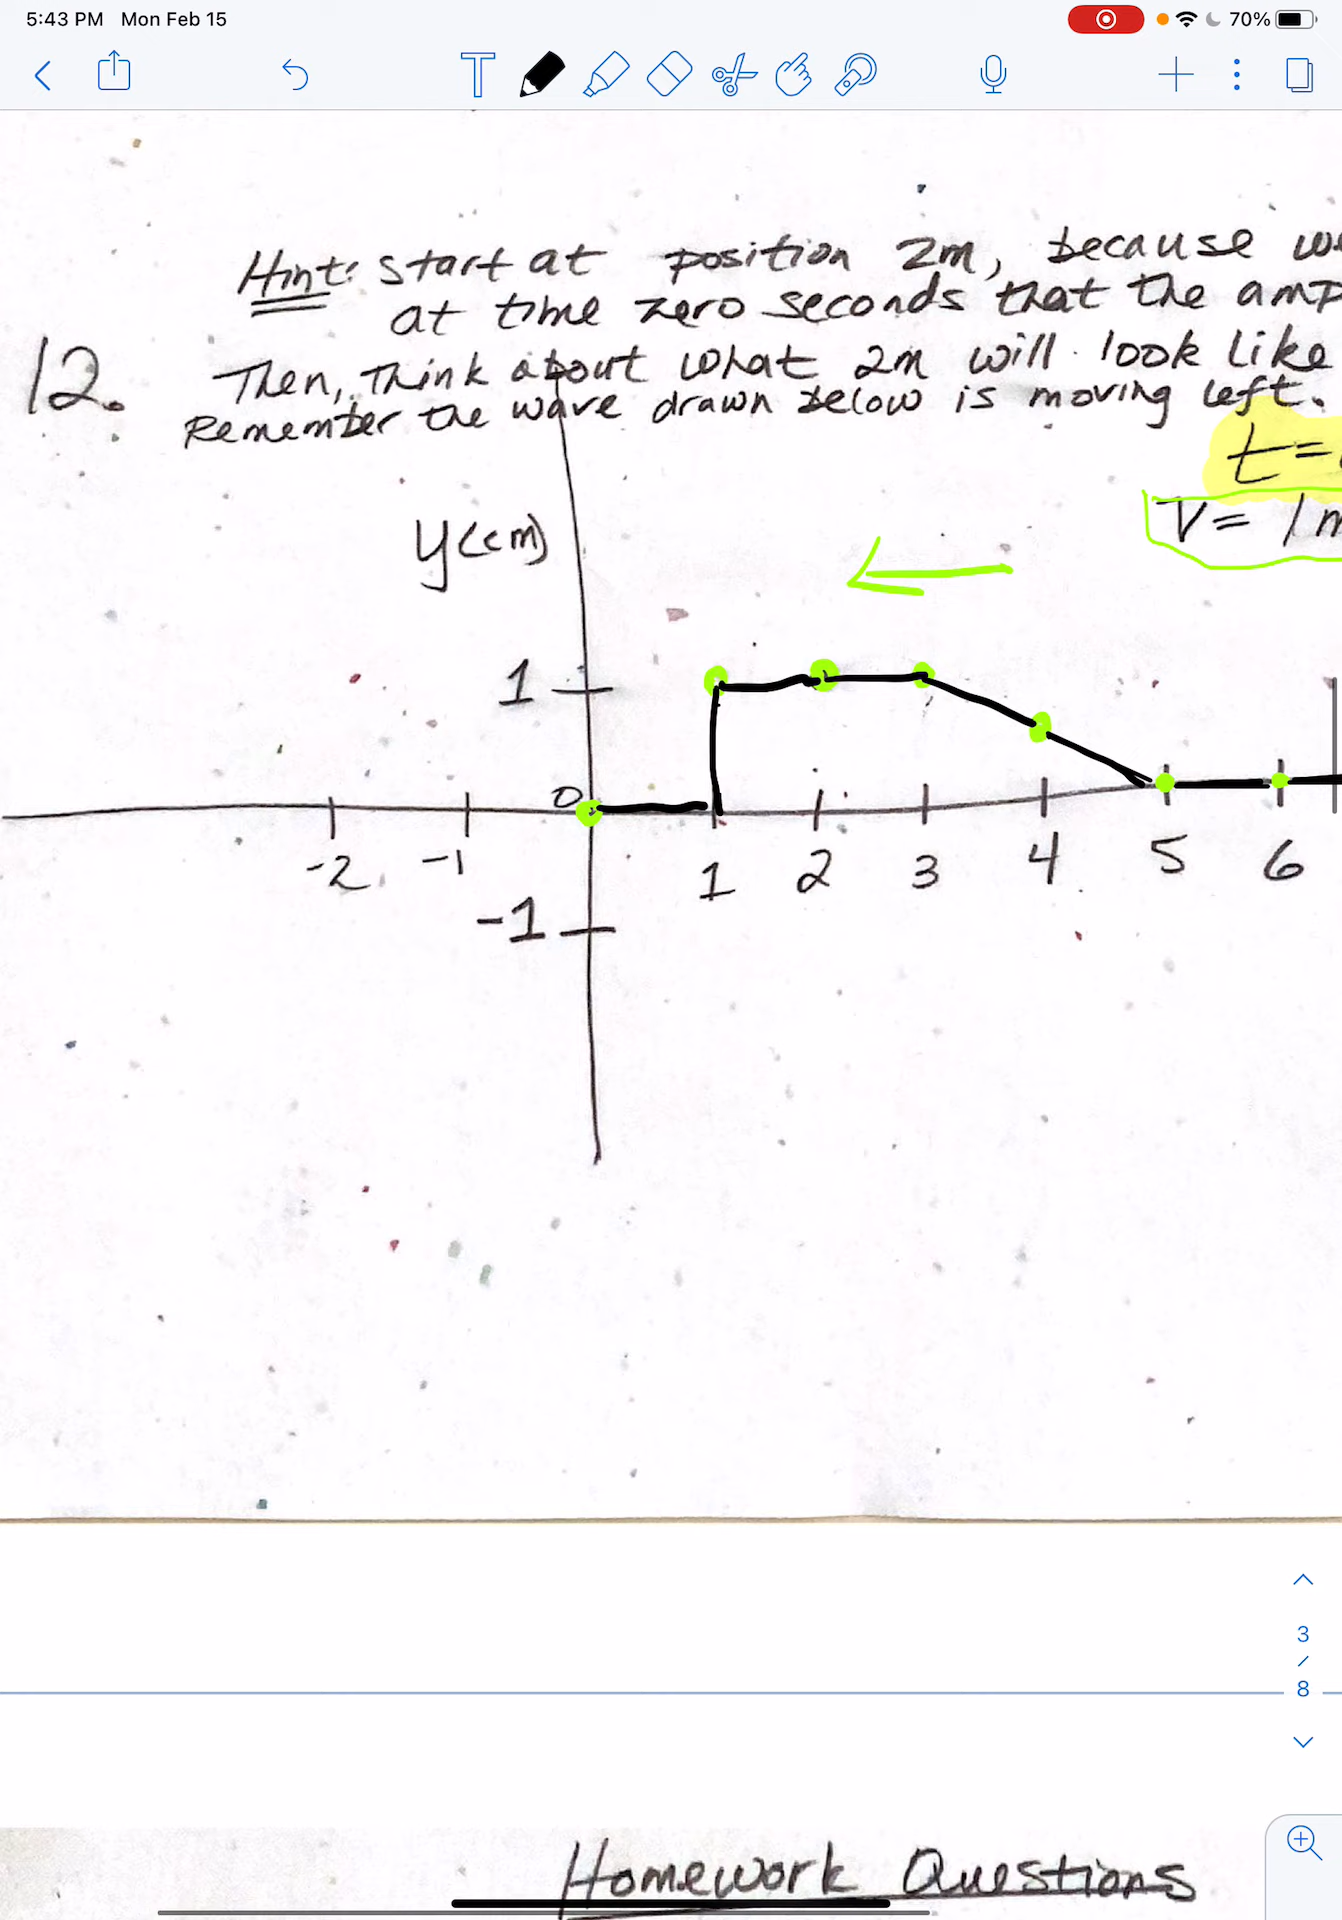 5:43 PM Mon Feb 15
70%
Hint: Start at position 2m, because
at time zero seconds that the
12.
Then, Think about what 2m will look like
Remember the wave drawn below is moving left.
t=
V= 1
y(cm)
1
0
-2 -1 1 2 3 4 5 6
-1
3
/
8
Homework Questions